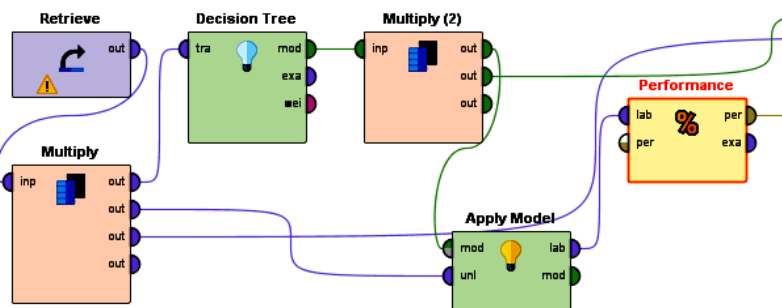 Retrieve
out
Decision Tree
tra
mod
exa
wei
Multiply (2)
inp
out
out
out
Performance
lab
per
%
per
exa
Multiply
inp
out
out
out
out
Apply Model
mod
lab
unl
mod